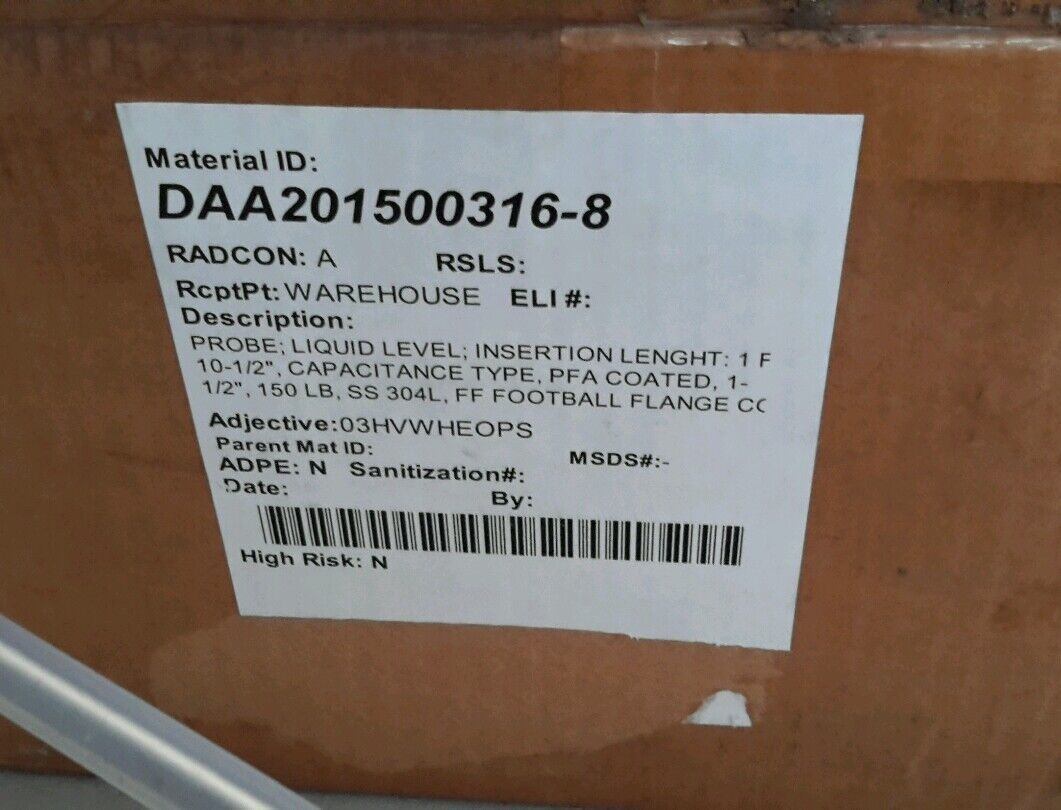 Material ID:
DAA201500316-8
RADCON: A RSLS:
RcptPt: WAREHOUSE ELI #:
Description:
PROBE; LIQUID LEVEL; INSERTION LENGHT: 1 F
10-1/2", CAPACITANCE TYPE, PFA COATED, 1-
1/2", 150 LB, SS 304L, FF FOOTBALL FLANGE CC
Adjective:03HVWHEOPS
Parent Mat ID: MSDS#:-
ADPE: N Sanitization#:
Date: By:
High Risk: N